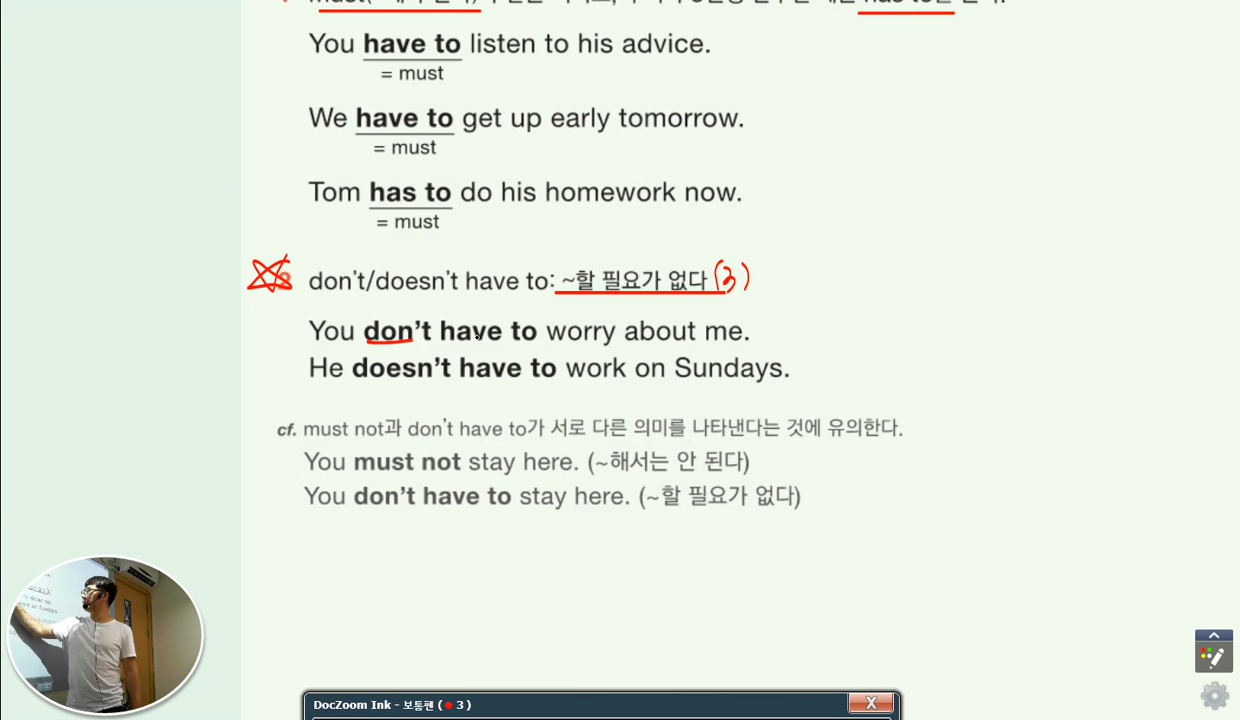 You have to listen to his advice.
= must
We have to get up early tomorrow.
= must
Tom has to do his homework now.
= must
don't/doesn't have to: ~할 필요가 없다 (3)
You don't have to worry about me.
He doesn't have to work on Sundays.
cf. must not과 don't have to가 서로 다른 의미를 나타낸다는 것에 유의한다.
You must not stay here. (~해서는 안 된다)
You don't have to stay here. (~할 필요가 없다)
DocZoom Ink - 보통펜 ( 3 )